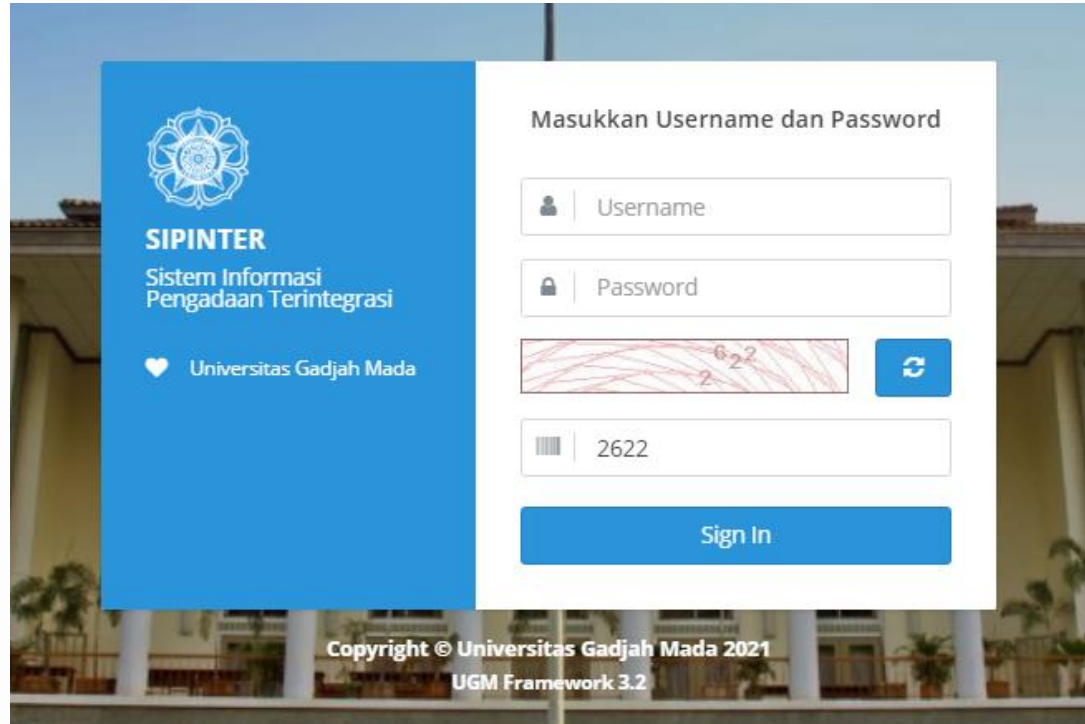 Masukkan Username dan Password
SIPINTER
Sistem Informasi
Pengadaan Terintegrasi
Universitas Gadjah Mada
Username
Password
2622
2622
Sign In
Copyright © Universitas Gadjah Mada 2021
UGM Framework 3.2